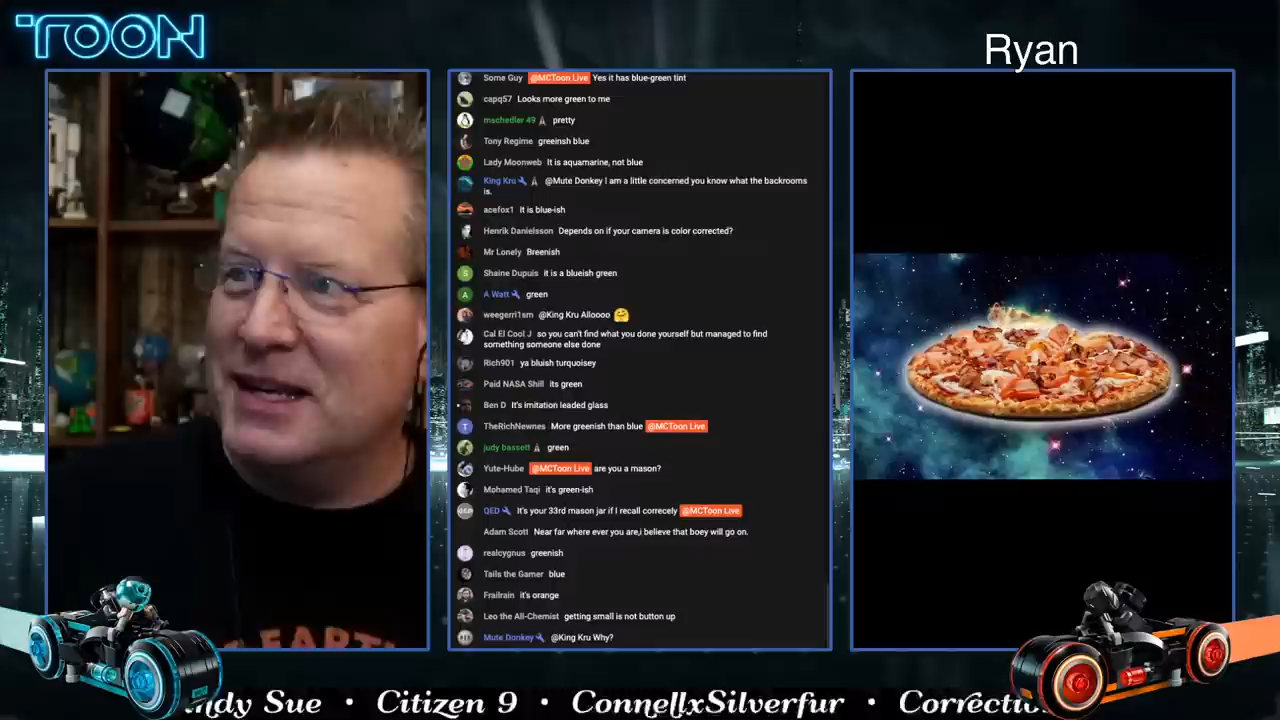 TOON
Ryan
Some Guy @MCToon Live Yes it has blue-green tint
capq57 Looks more green to me
mschedler 49 pretty
Tony Regime greeinsh blue
Lady Moonweb It is aquamarine, not blue
King Kru @Mute Donkey I am a little concerned you know what the backrooms
is.
acefox1 It is blue-ish
Henrik Danielsson Depends on if your camera is color corrected?
Mr Lonely Breenish
S Shaine Dupuis it is a blueish green
A A Watt green
weegerri1sm @King Kru Alloooo
Cal El Cool J so you can't find what you done yourself but managed to find
something someone else done
Rich901 ya bluish turquoisey
Paid NASA Shill its green
Ben D It's imitation leaded glass
T TheRichNewnes More greenish than blue @MCToon Live
judy bassett green
Yute-Hube @MCToon Live are you a mason?
Mohamed Taqi it's green-ish
QED It's your 33rd mason jar if I recall correcely @MCToon Live
Adam Scott Near far where ever you are,i believe that boey will go on.
realcygnus greenish
Tails the Gamer blue
Frailrain it's orange
Leo the All-Chemist getting small is not button up
Mute Donkey @King Kru Why?
EARTH
ndy Sue • Citizen 9 • ConnellxSilverfur • Correctio